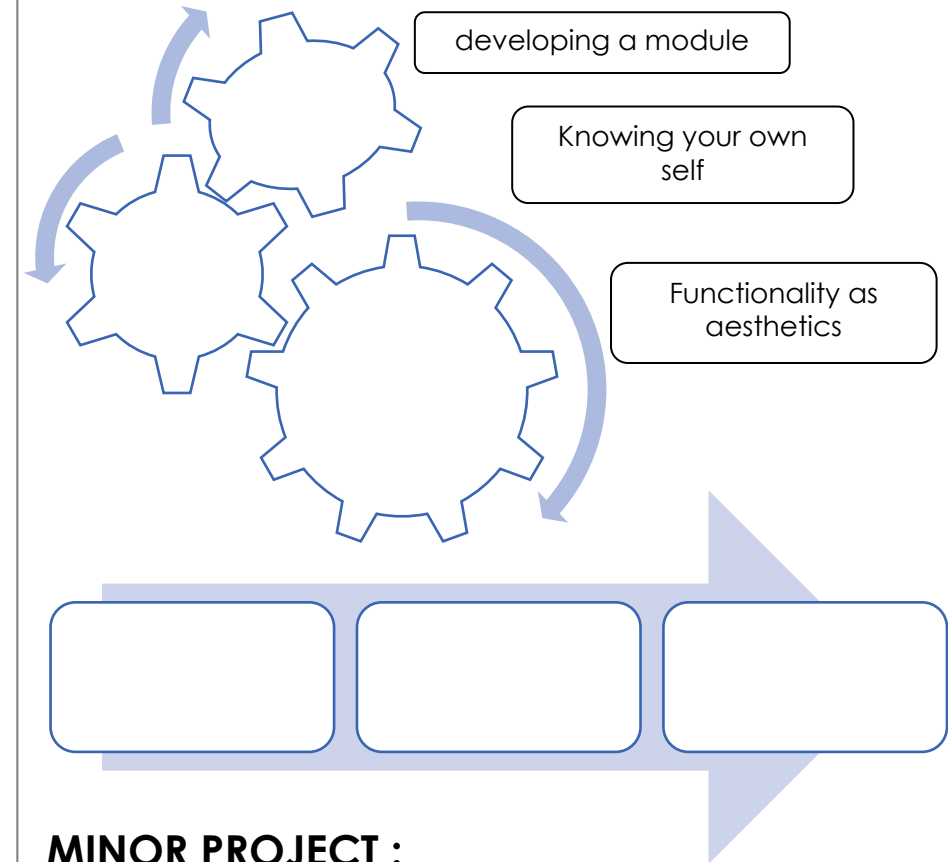 developing a module
Knowing your own
self
Functionality as
aesthetics
MINOR PROJECT :